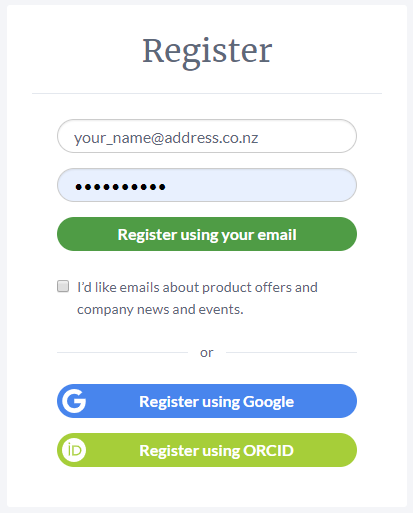 Register
your_name@address.co.nz
••••••••••
Register using your email
I'd like emails about product offers and
company news and events.
or
G Register using Google
iD Register using ORCID